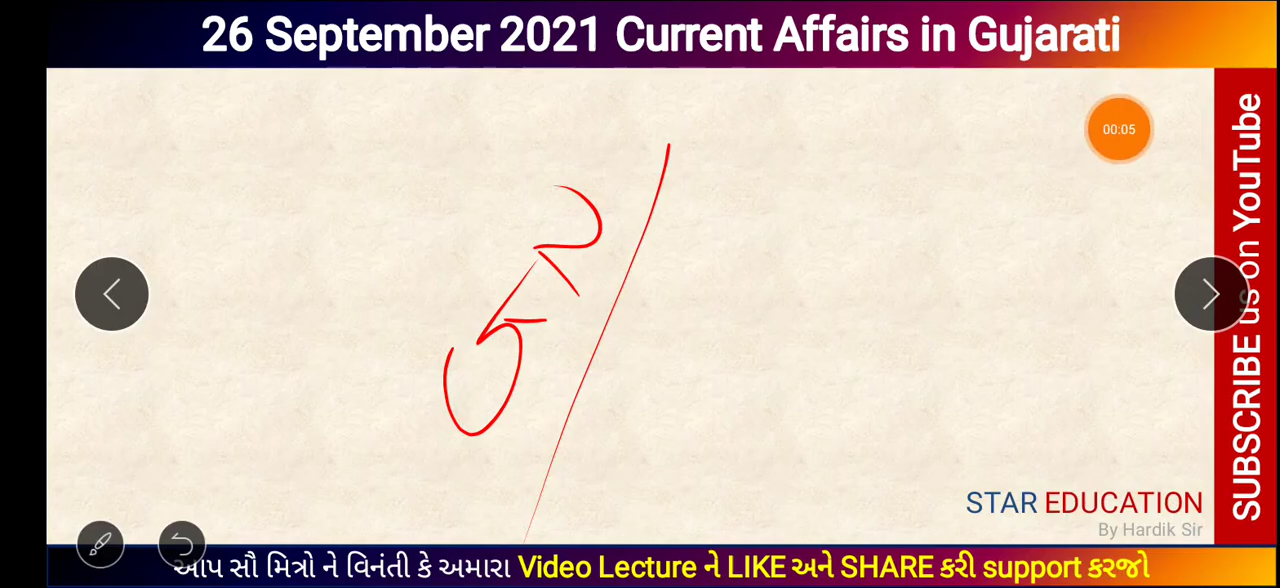 26 September 2021 Current Affairs in Gujarati
00:05
SUBSCRIBE us on YouTube
STAR EDUCATION
By Hardik Sir
આપ સૌ મિત્રો ને વિનંતી કે અમારા Video Lecture ને LIKE અને SHARE કરી support કરજો